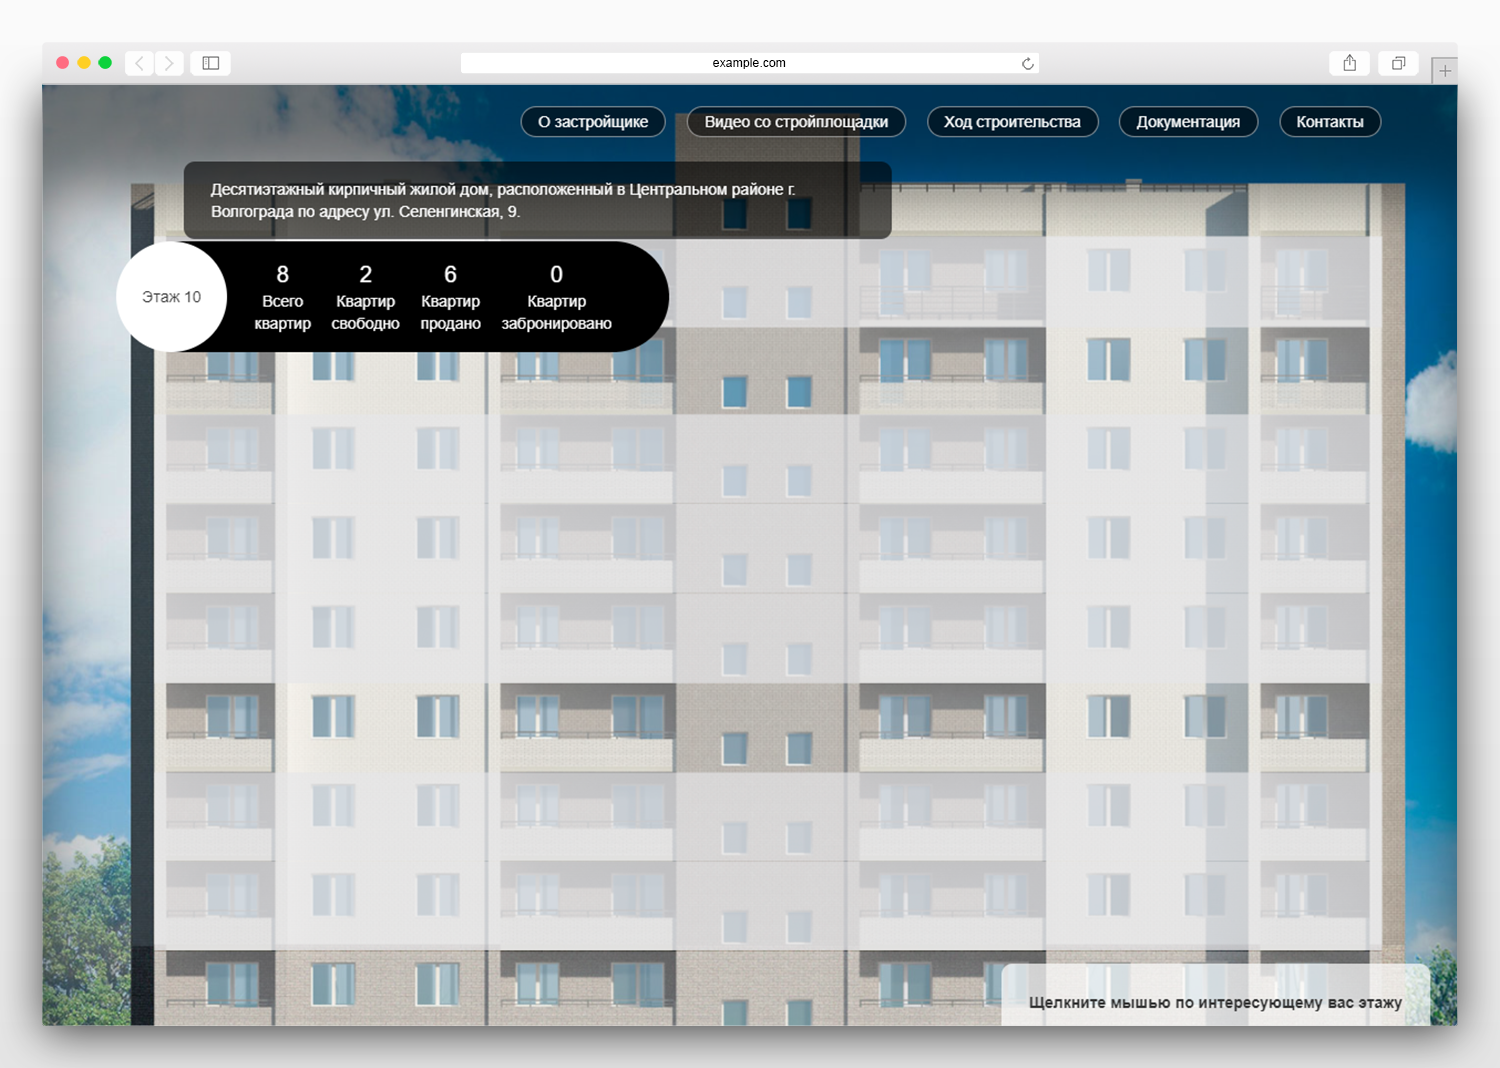 example.com
О застройщике
Видео со стройплощадки
Ход строительства
Документация
Контакты
Десятиэтажный кирпичный жилой дом, расположенный в Центральном районе г.
Волгограда по адресу ул. Селенгинская, 9.
Этаж 10
8
Всего
квартир
2
Квартир
свободно
6
Квартир
продано
0
Квартир
забронировано
Щелкните мышью по интересующему вас этажу